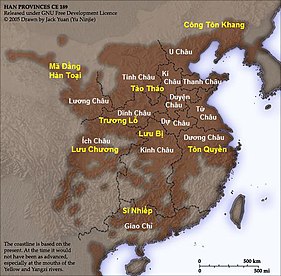 HAN PROVINCES CE 189
Released under GNU Free Development Licence
© 2005 Drawn by Jack Yuan (Yu Ninjie)
Công Tôn Khang
U Châu
Mã Đằng
Hàn Toại
Tinh Châu
Kí
Châu
Thanh Châu
Tào Tháo
Duyện
Châu
Lương Châu
Dinh Châu
Từ
Châu
Trương Lỗ
Dự Châu
Lưu Bị
Dương Châu
Ích Châu
Lưu Chương
Kinh Châu
Tôn Quyền
Sĩ Nhiếp
Giao Chỉ
The coastline is based on
the present. At the time it
would not have been as advanced,
especially at the mouths of the
Yellow and Yangxi rivers.
0
500 km
0
300 mi